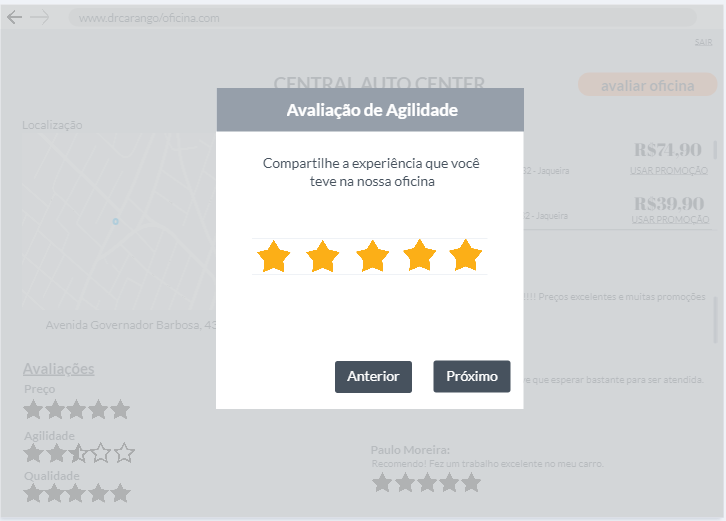 www.drcarango/oficina.com
SAIR
CENTRAL AUTO CENTER
avaliar oficina
Avaliação de Agilidade
Localização
Compartilhe a experiência que você
teve na nossa oficina
R$74,90
- Jaqueira
USAR PROMOÇÃO
R$39,90
- Jaqueira
USAR PROMOÇÃO
!!! Preços excelentes e muitas promoções
Avenida Governador Barbosa, 43
Anterior
Próximo
Avaliações
e que esperar bastante para ser atendida.
Preço
Agilidade
Paulo Moreira:
Recomendo! Fez um trabalho excelente no meu carro.
Qualidade